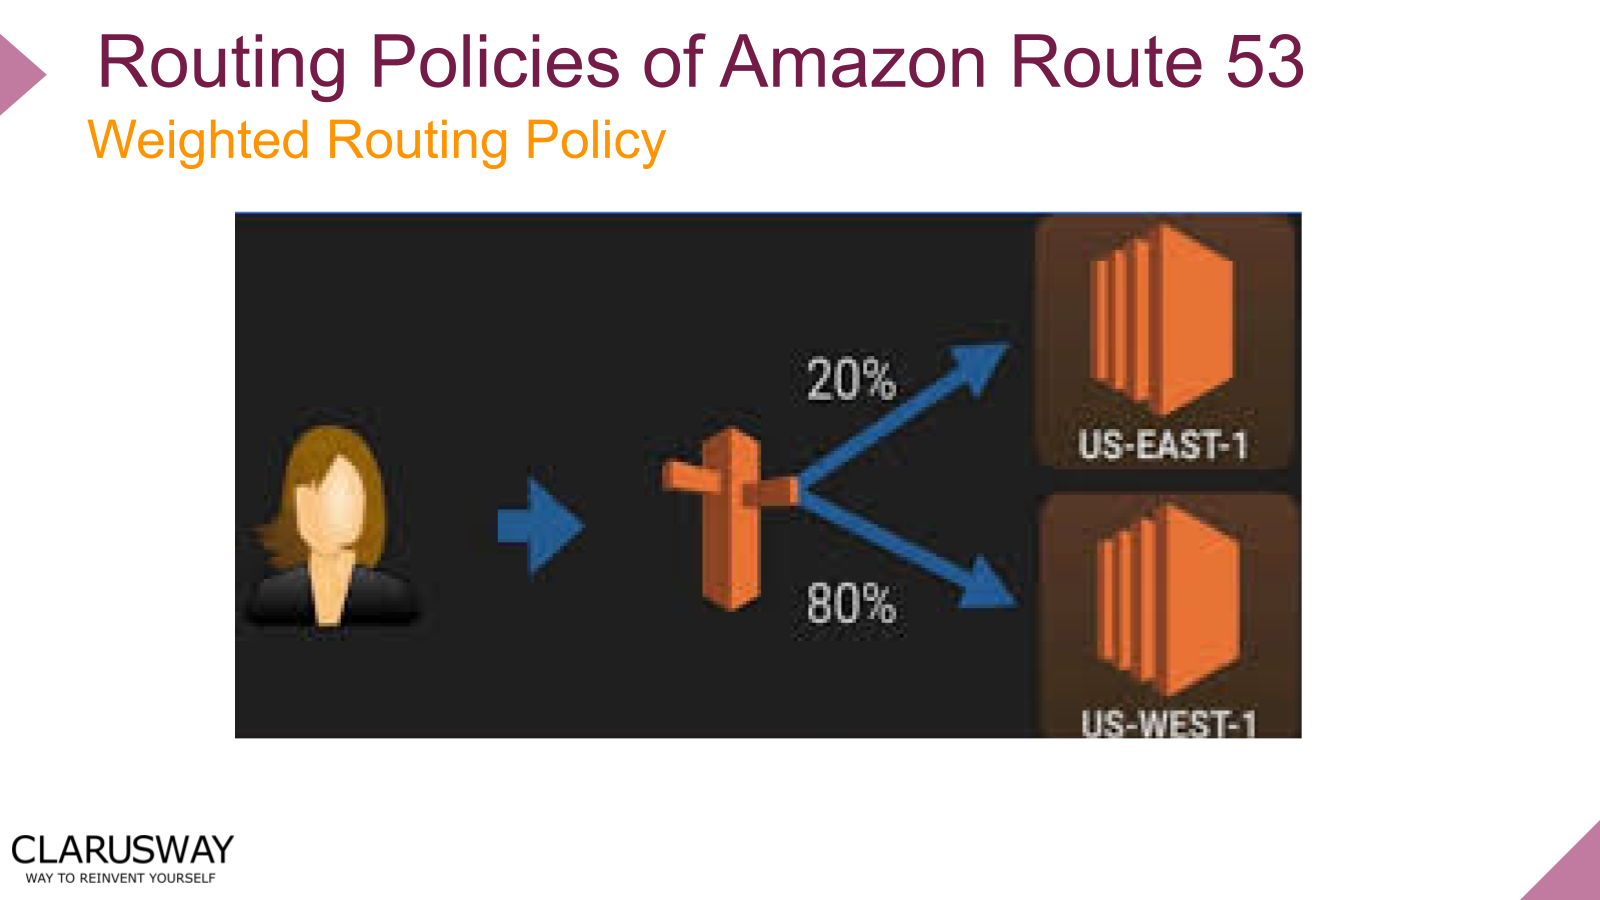 Routing Policies of Amazon Route 53
Weighted Routing Policy
20%
US-EAST-1
80%
US-WEST-1
CLARUSWAY
WAY TO REINVENT YOURSELF